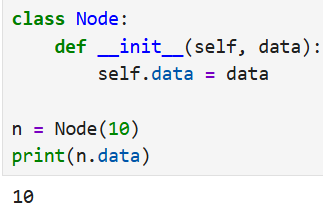 class Node:
    def __init__(self, data):
        self.data = data

n = Node(10)
print(n.data)
10